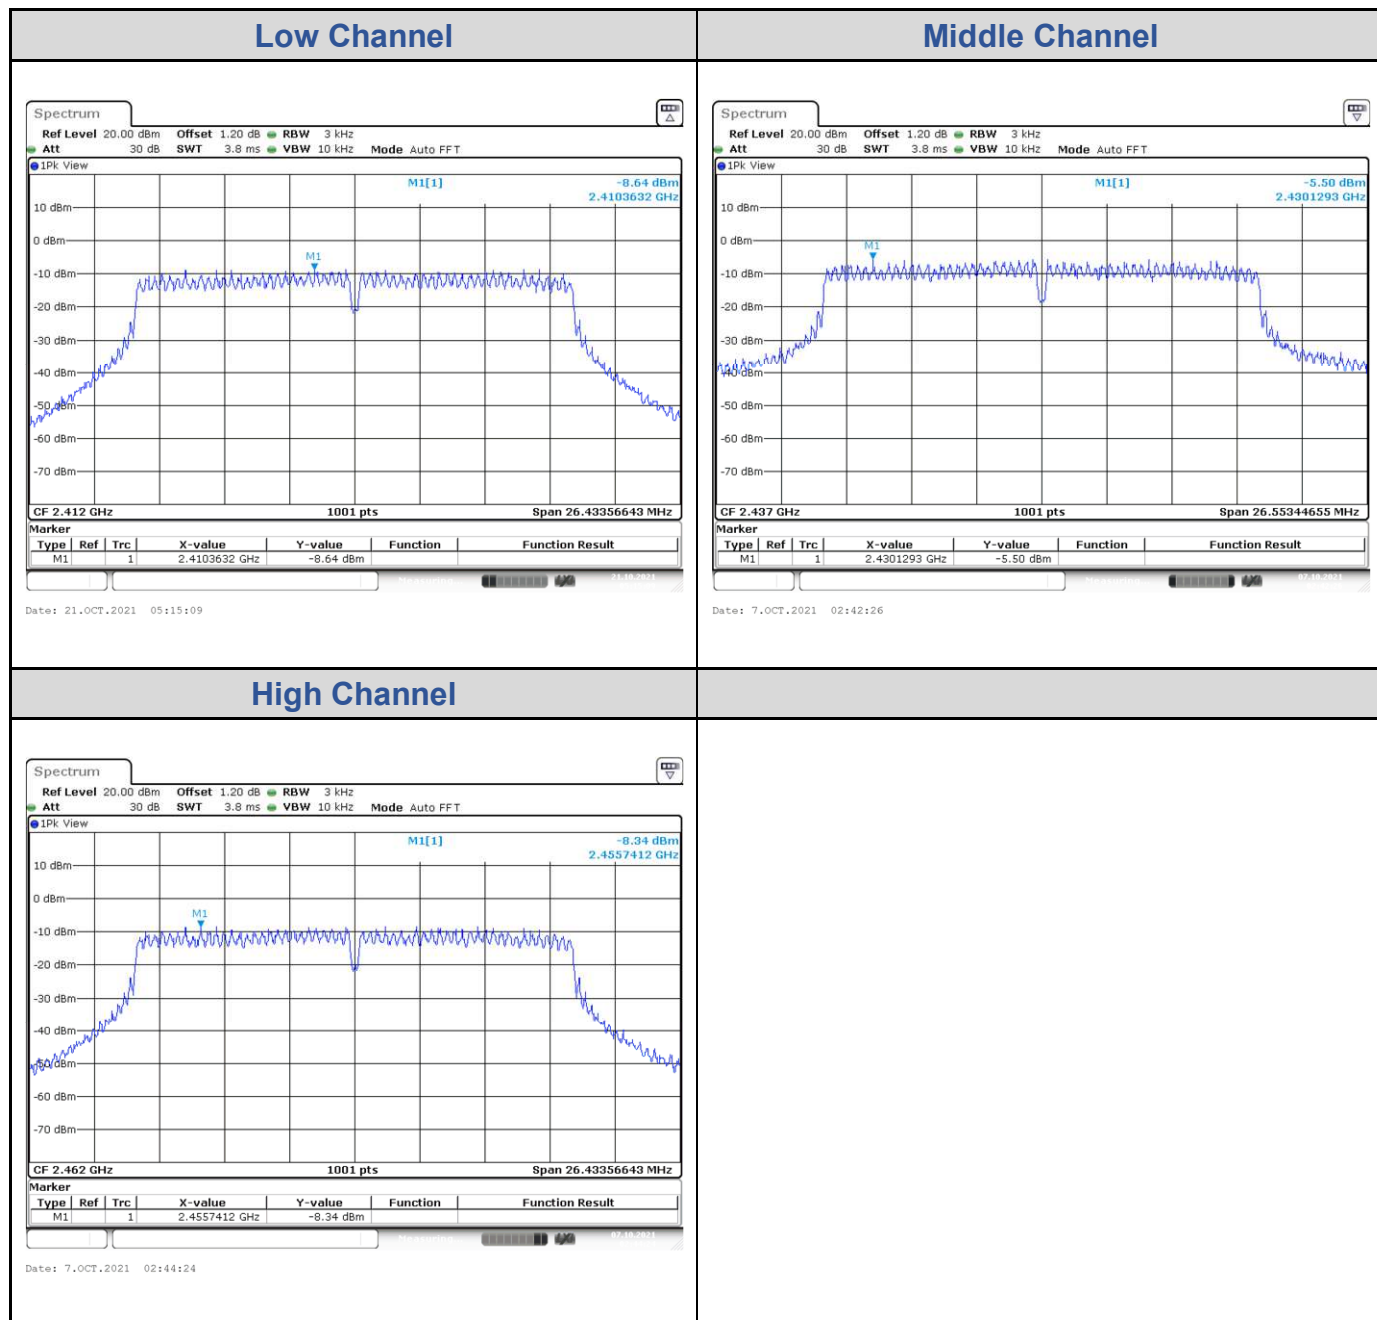 Low Channel
Middle Channel
Spectrum
Ref Level 20.00 dBm Offset 1.20 dB RBW 3 kHz
Att 30 dB SWT 3.8 ms VBW 10 kHz Mode Auto FFT
1Pk View
M1[1] -8.64 dBm
2.4103632 GHz
10 dBm
0 dBm
M1
-10 dBm
-20 dBm
-30 dBm
-40 dBm
-50 dBm
-60 dBm
-70 dBm
CF 2.412 GHz 1001 pts Span 26.43356643 MHz
Marker
Type Ref Trc X-value Y-value Function Function Result
M1 1 2.4103632 GHz -8.64 dBm
Measuring... 21.10.2021
Date: 21.OCT.2021 05:15:09
Spectrum
Ref Level 20.00 dBm Offset 1.20 dB RBW 3 kHz
Att 30 dB SWT 3.8 ms VBW 10 kHz Mode Auto FFT
1Pk View
M1[1] -5.50 dBm
2.4301293 GHz
10 dBm
0 dBm
M1
-10 dBm
-20 dBm
-30 dBm
-40 dBm
-50 dBm
-60 dBm
-70 dBm
CF 2.437 GHz 1001 pts Span 26.55344655 MHz
Marker
Type Ref Trc X-value Y-value Function Function Result
M1 1 2.4301293 GHz -5.50 dBm
Measuring... 07.10.2021
Date: 7.OCT.2021 02:42:26
High Channel
Spectrum
Ref Level 20.00 dBm Offset 1.20 dB RBW 3 kHz
Att 30 dB SWT 3.8 ms VBW 10 kHz Mode Auto FFT
1Pk View
M1[1] -8.34 dBm
2.4557412 GHz
10 dBm
0 dBm
M1
-10 dBm
-20 dBm
-30 dBm
-40 dBm
-50 dBm
-60 dBm
-70 dBm
CF 2.462 GHz 1001 pts Span 26.43356643 MHz
Marker
Type Ref Trc X-value Y-value Function Function Result
M1 1 2.4557412 GHz -8.34 dBm
Measuring... 07.10.2021
Date: 7.OCT.2021 02:44:24